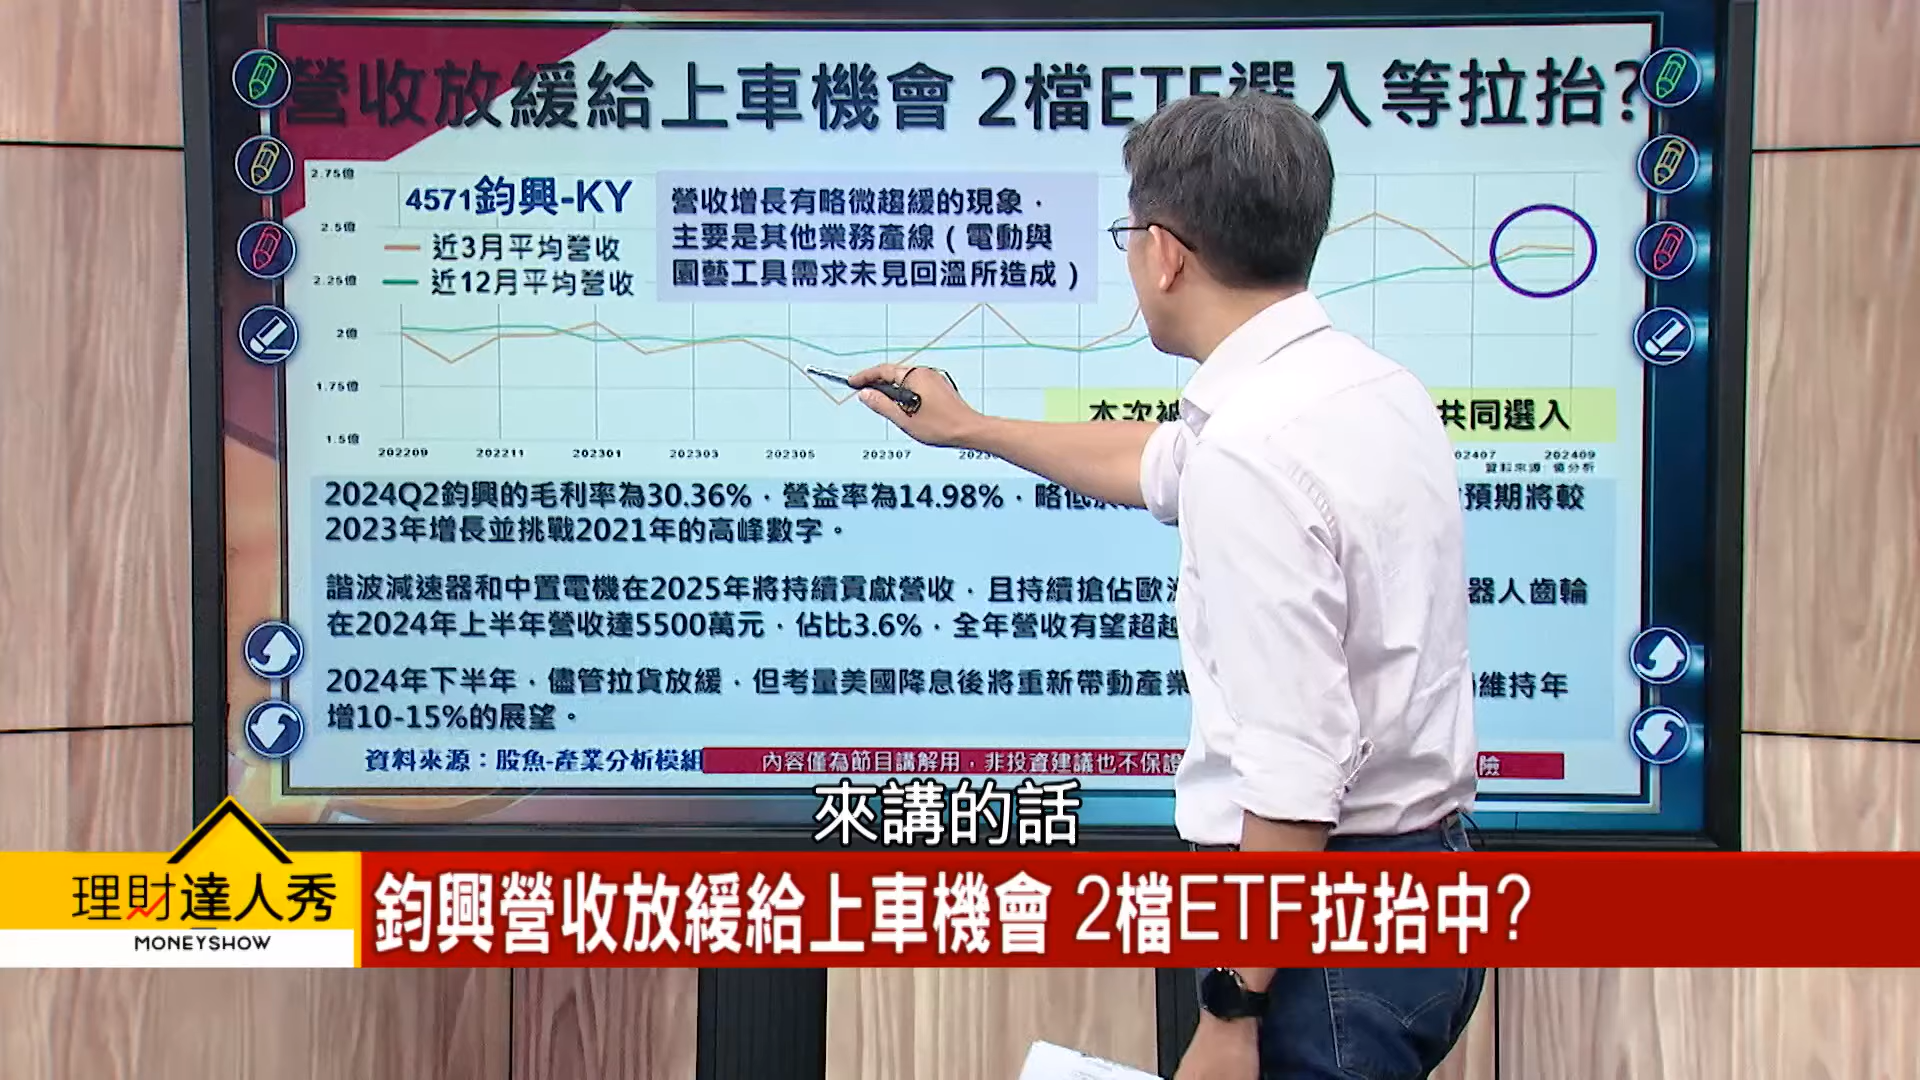 營收放緩給上車機會 2檔ETF選入等拉抬?
2.75億
4571鈞興-KY
近3月平均營收
近12月平均營收
營收增長有略微趨緩的現象，
主要是其他業務產線（電動與
園藝工具需求未見回溫所造成）
2.5億
2.25億
2億
1.75億
1.5億
本次被
共同選入
202209 202211 202301 202303 202305 202307
02407 202409
資料來源: 優分析
2024Q2鈞興的毛利率為30.36%，營益率為14.98%，略低
預期將較
2023年增長並挑戰2021年的高峰數字。
諧波減速器和中置電機在2025年將持續貢獻營收，且持續搶佔歐
器人齒輪
在2024年上半年營收達5500萬元，佔比3.6%，全年營收有望超越
2024年下半年，儘管拉貨放緩，但考量美國降息後將重新帶動產業
維持年
增10-15%的展望。
資料來源：股魚-產業分析模組
內容僅為節目講解用，非投資建議也不保證
險
來講的話
理財達人秀
MONEYSHOW
鈞興營收放緩給上車機會 2檔ETF拉抬中?